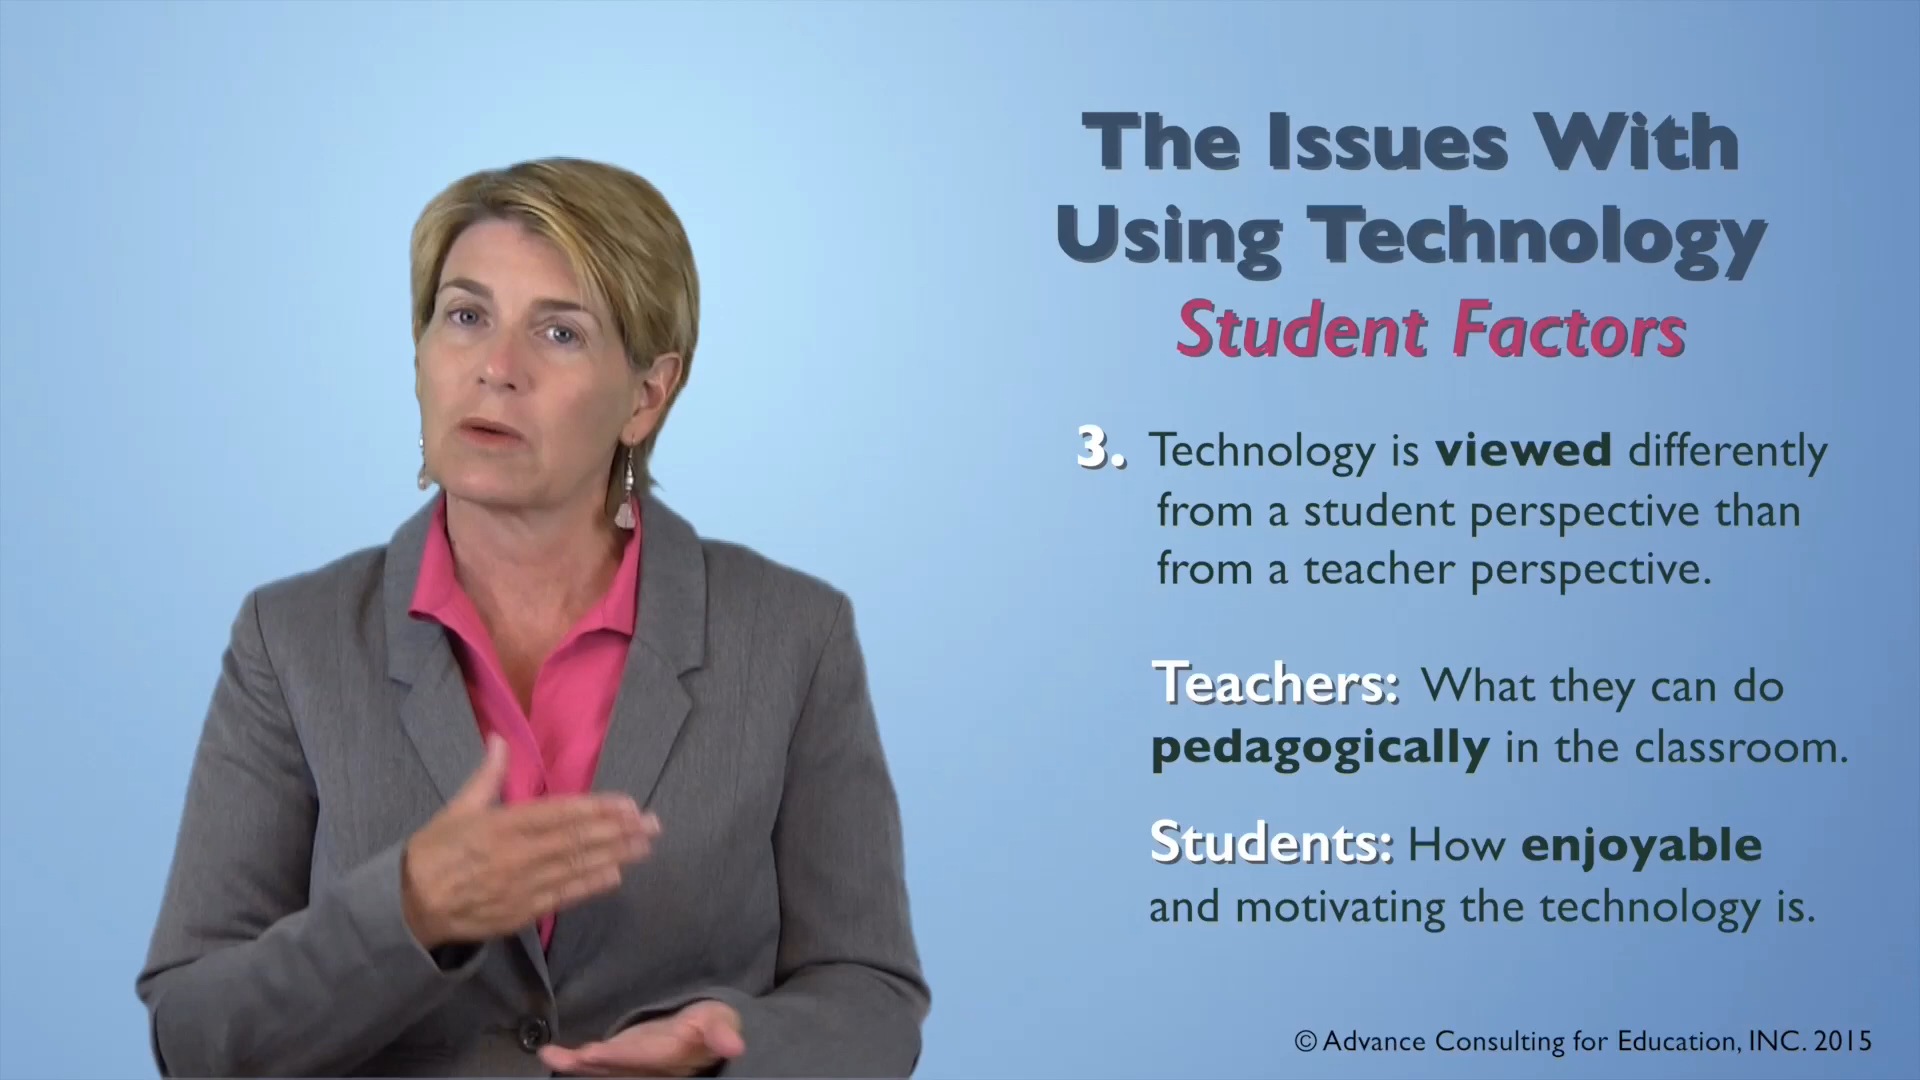 The Issues With
Using Technology
Student Factors
3. Technology is viewed differently
from a student perspective than
from a teacher perspective.
Teachers: What they can do
pedagogically in the classroom.
Students: How enjoyable
and motivating the technology is.
© Advance Consulting for Education, INC. 2015